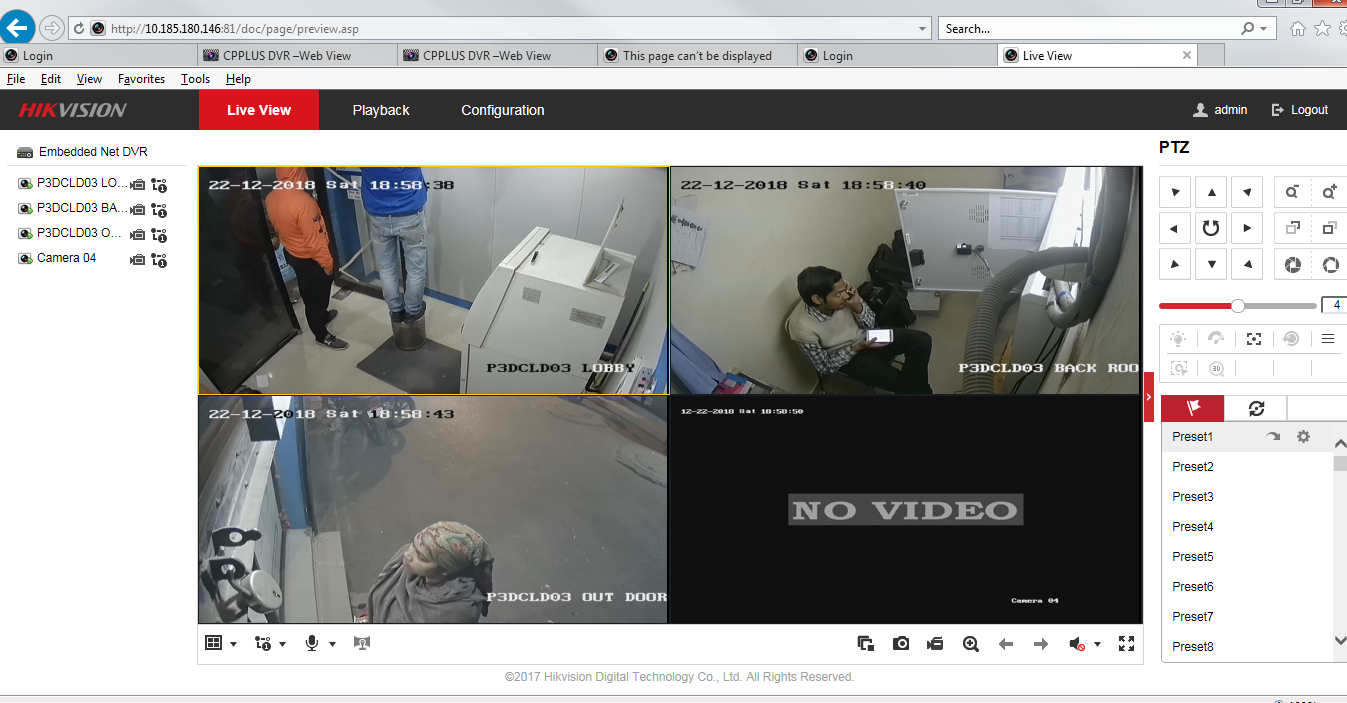 http://10.185.180.146:81/doc/page/preview.asp
Search...
Login
CPPLUS DVR –Web View
CPPLUS DVR –Web View
This page can't be displayed
Login
Live View
File Edit View Favorites Tools Help
HIKVISION
Live View
Playback
Configuration
admin
Logout
Embedded Net DVR
P3DCLD03 LO...
P3DCLD03 BA...
P3DCLD03 O...
Camera 04
22-12-2018 Sat 18:58:38
P3DCLD03 LOBBY
22-12-2018 Sat 18:58:40
P3DCLD03 BACK ROO
22-12-2018 Sat 18:58:43
P3DCLD03 OUT DOOR
12-22-2018 Sat 18:58:50
NO VIDEO
Camera 04
PTZ
4
3D
Preset1
Preset2
Preset3
Preset4
Preset5
Preset6
Preset7
Preset8
©2017 Hikvision Digital Technology Co., Ltd. All Rights Reserved.